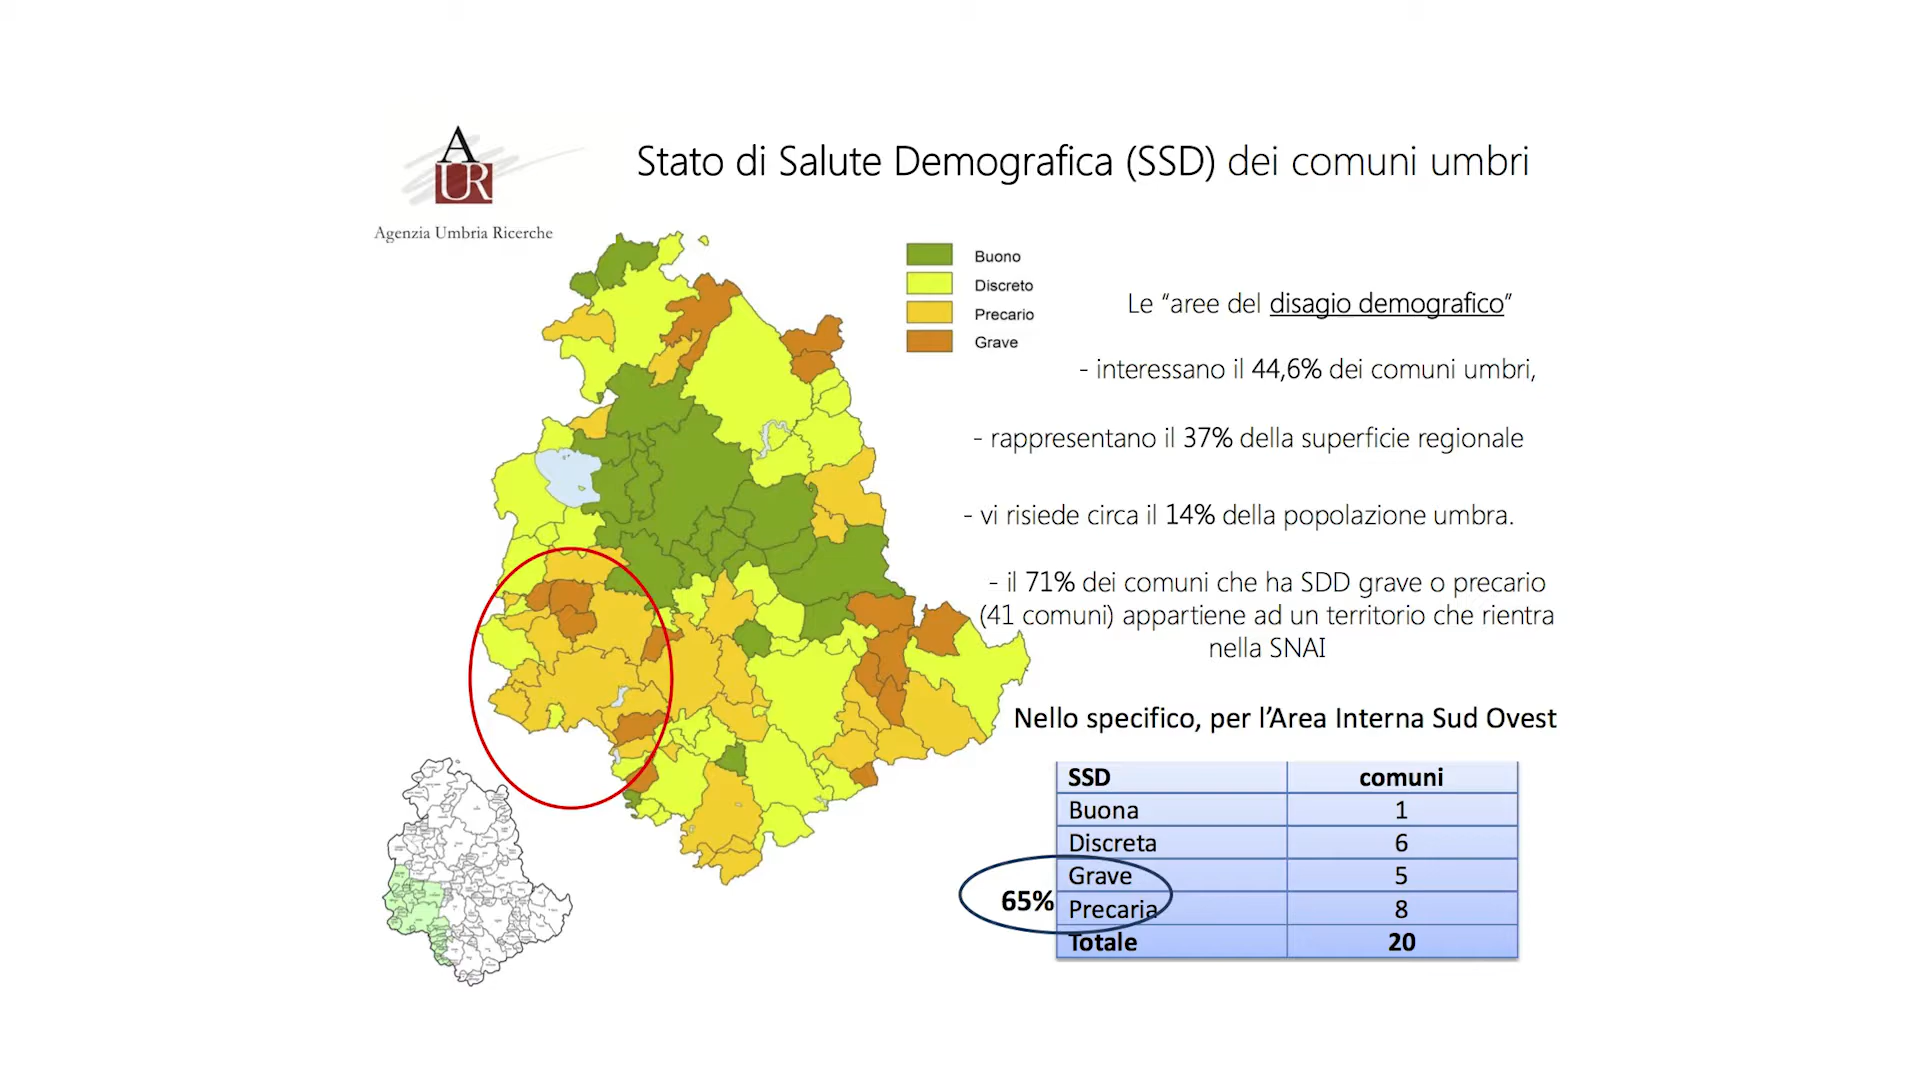 A
UR
Agenzia Umbria Ricerche
Stato di Salute Demografica (SSD) dei comuni umbri
Buono
Discreto
Precario
Grave
Le “aree del disagio demografico”
- interessano il 44,6% dei comuni umbri,
- rappresentano il 37% della superficie regionale
- vi risiede circa il 14% della popolazione umbra.
- il 71% dei comuni che ha SDD grave o precario
(41 comuni) appartiene ad un territorio che rientra
nella SNAI
Nello specifico, per l’Area Interna Sud Ovest
SSD comuni
Buona 1
Discreta 6
Grave 5
65% Precaria 8
Totale 20